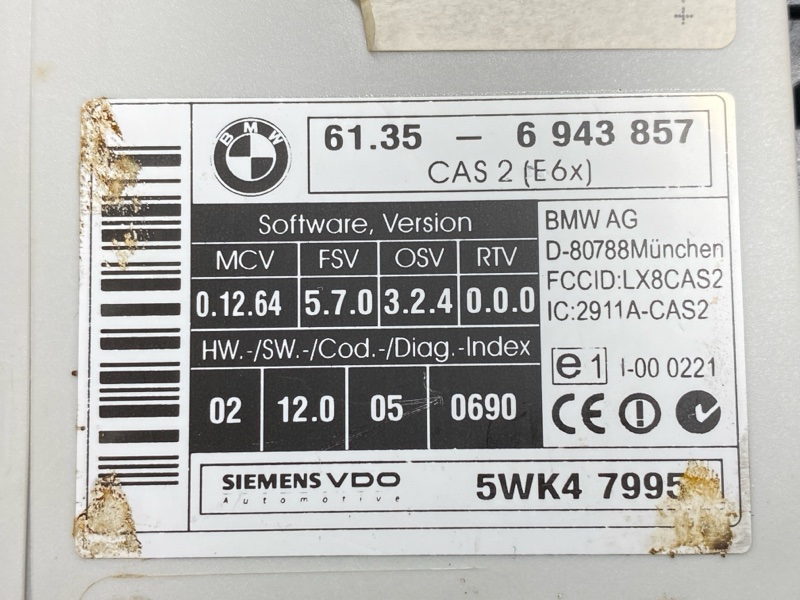 BMW
61.35 - 6 943 857
CAS 2 (E6x)
Software, Version
MCV FSV OSV RTV
0.12.64 5.7.0 3.2.4 0.0.0
HW.-/SW.-/Cod.-/Diag.-Index
02 12.0 05 0690
BMW AG
D-80788München
FCCID:LX8CAS2
IC:2911A-CAS2
e1 I-00 0221
CE
SIEMENS VDO
Automotive
5WK4 7995